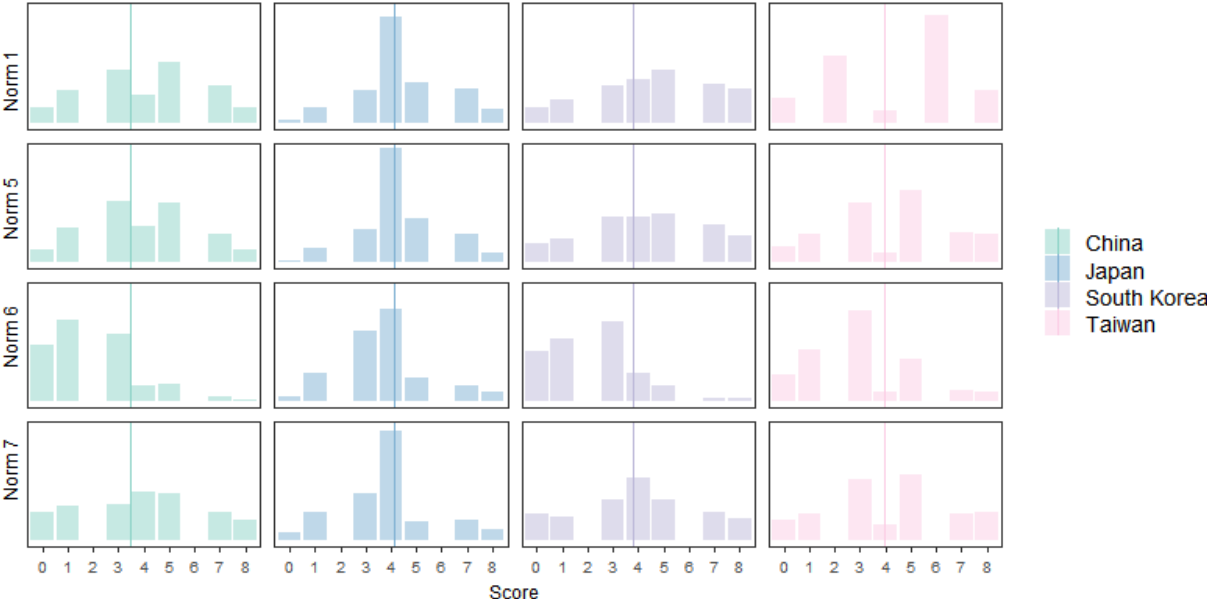 Norm 1
Norm 5
Norm 6
Norm 7
0 1 2 3 4 5 6 7 8 0 1 2 3 4 5 6 7 8 0 1 2 3 4 5 6 7 8 0 1 2 3 4 5 6 7 8
Score
China
Japan
South Korea
Taiwan